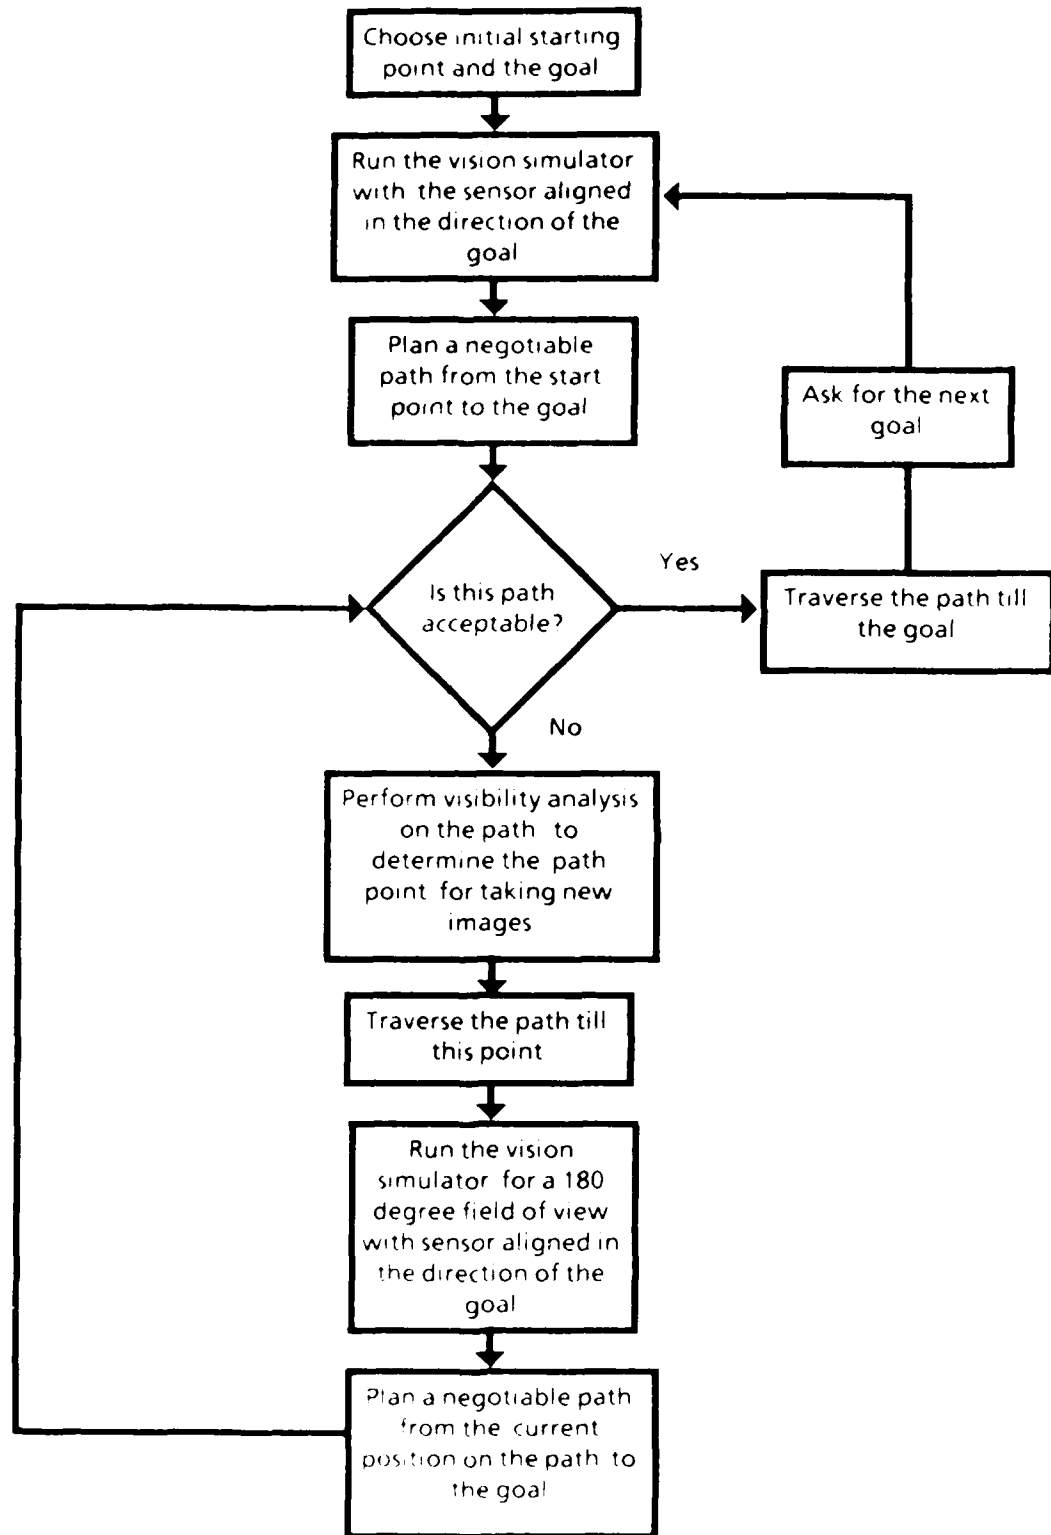 Choose initial starting
point and the goal
Run the vision simulator
with the sensor aligned
in the direction of the
goal
Plan a negotiable
path from the start
point to the goal
Ask for the next
goal
Is this path
acceptable?
Yes
Traverse the path till
the goal
No
Perform visibility analysis
on the path to
determine the path
point for taking new
images
Traverse the path till
this point
Run the vision
simulator for a 180
degree field of view
with sensor aligned in
the direction of the
goal
Plan a negotiable path
from the current
position on the path to
the goal